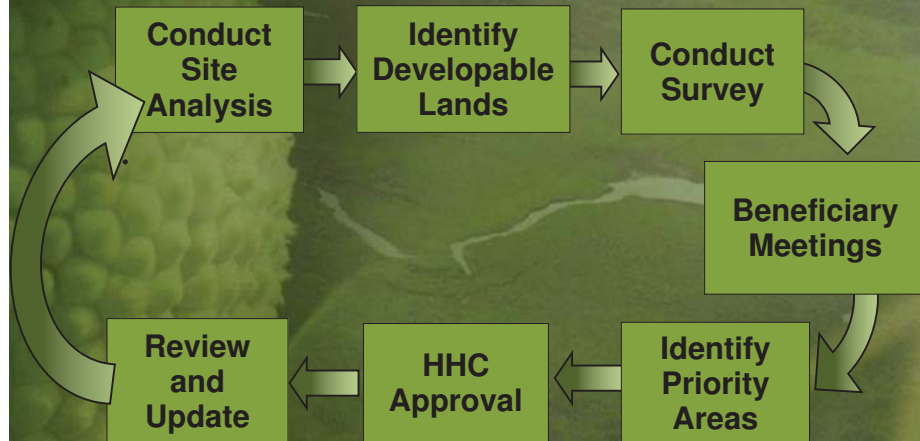 Conduct
Site
Analysis
Identify
Developable
Lands
Conduct
Survey
Beneficiary
Meetings
Identify
Priority
Areas
HHC
Approval
Review
and
Update